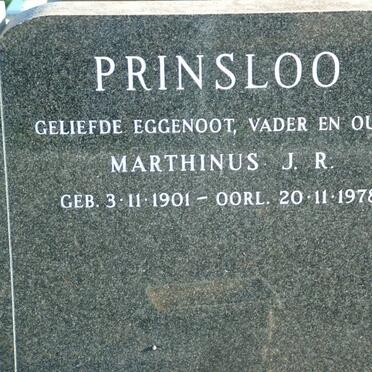 PRINSLOO
GELIEFDE EGGENOOT, VADER EN OU
MARTHINUS J. R.
GEB. 3·11·1901 – OORL. 20·11·1978